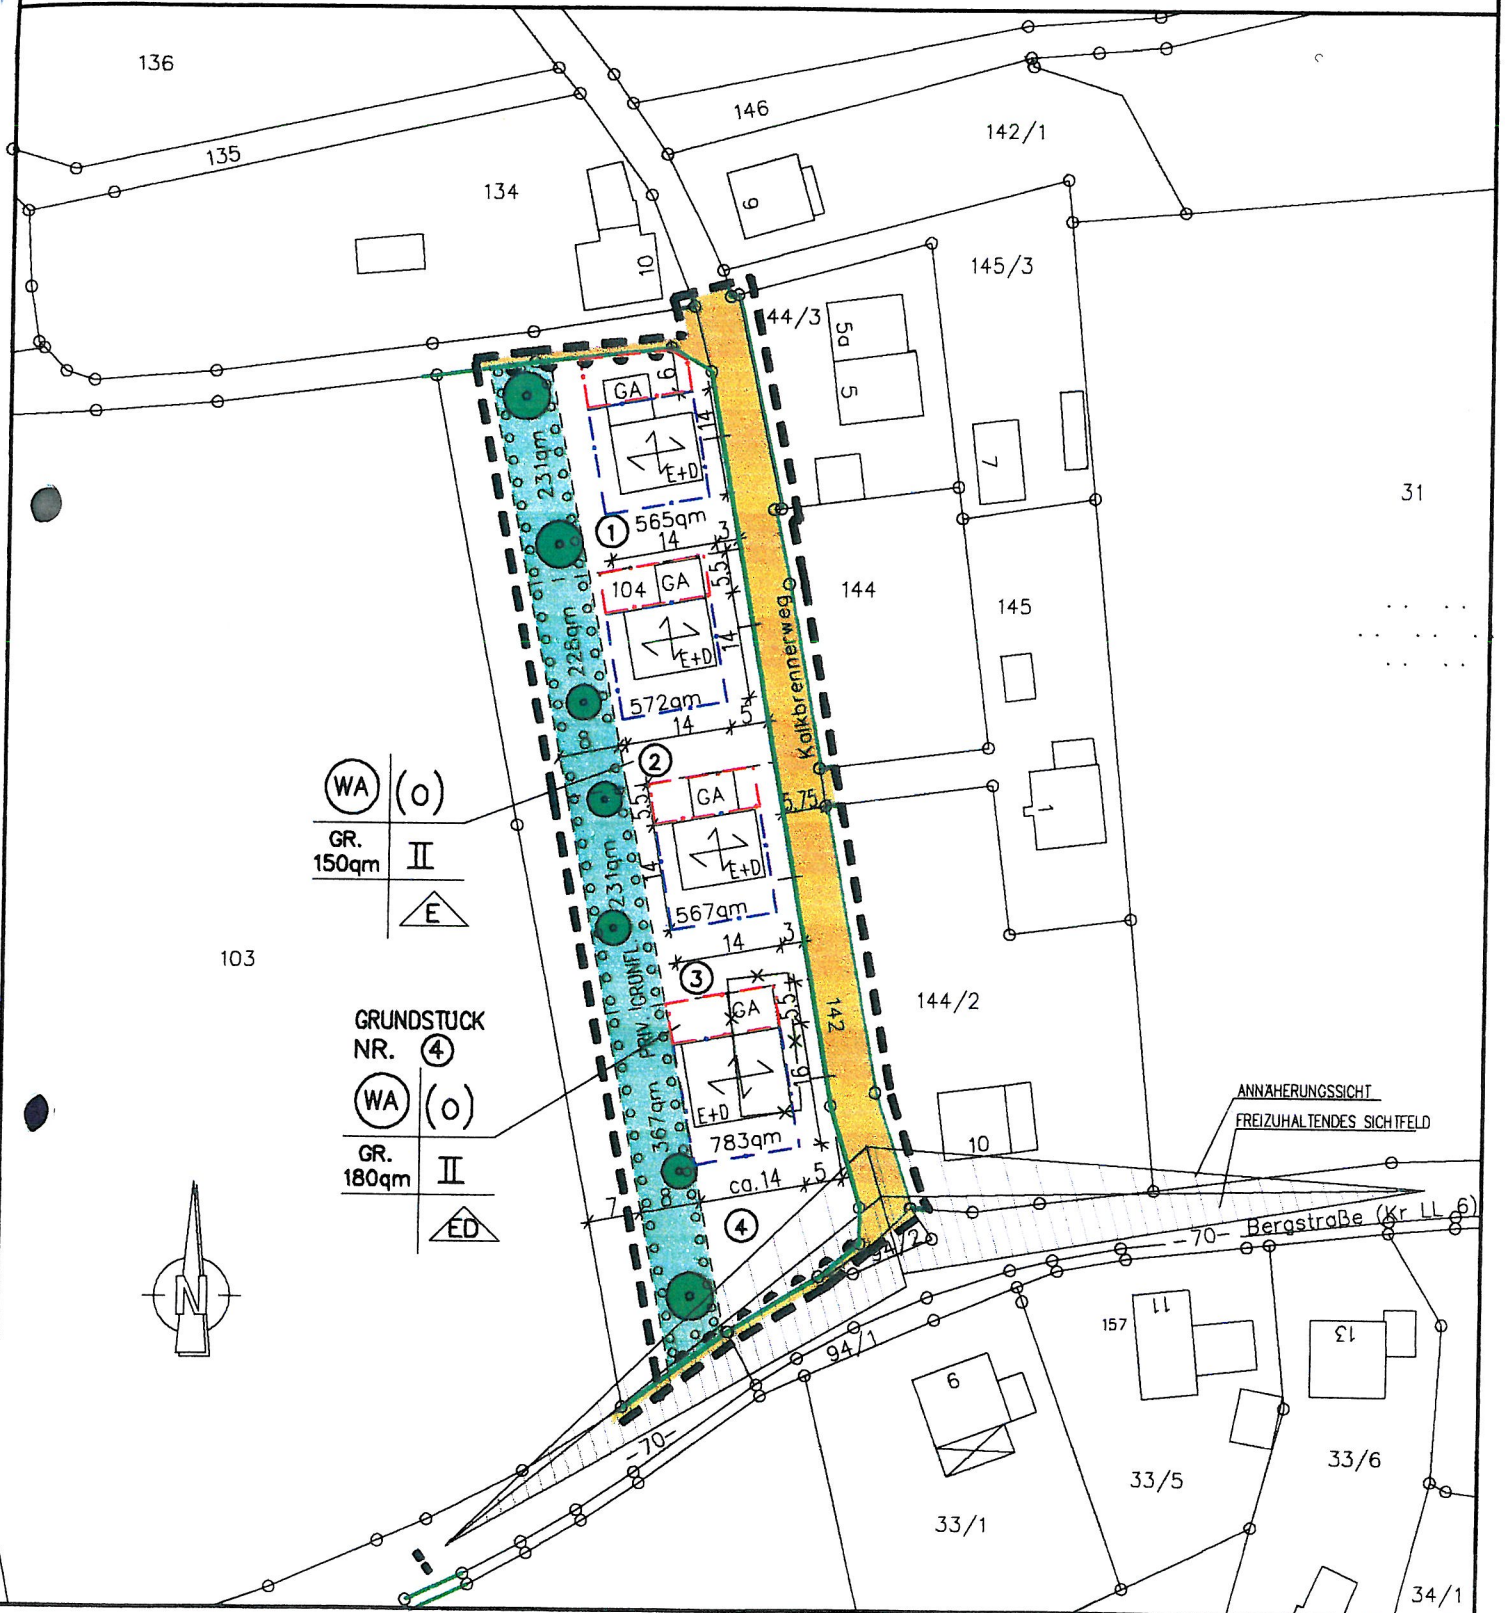 136
135
134
146
142/1
9
10
145/3
44/3
5a
5
7
31
GA
6
14
E+D
231qm
1
565qm
14
3
5.5
104
GA
228qm
E+D
14
572qm
14
5
8
144
145
Kalkbrennerweg
2
WA
(o)
GR.
150qm
II
E
5.5
GA
5.75
1
14
E+D
231qm
567qm
14
3
103
3
PRIV. GRÜNFL.
GA
5.5
142
144/2
GRUNDSTÜCK
NR. 4
WA
(o)
GR.
180qm
II
ED
16
E+D
367qm
783qm
ca.14
5
7
4
10
ANNÄHERUNGSSICHT
FREIZUHALTENDES SICHTFELD
Bergstraße (Kr LL 6)
-70-
94/2
N
94/1
-70-
157
11
13
6
33/1
33/5
33/6
34/1